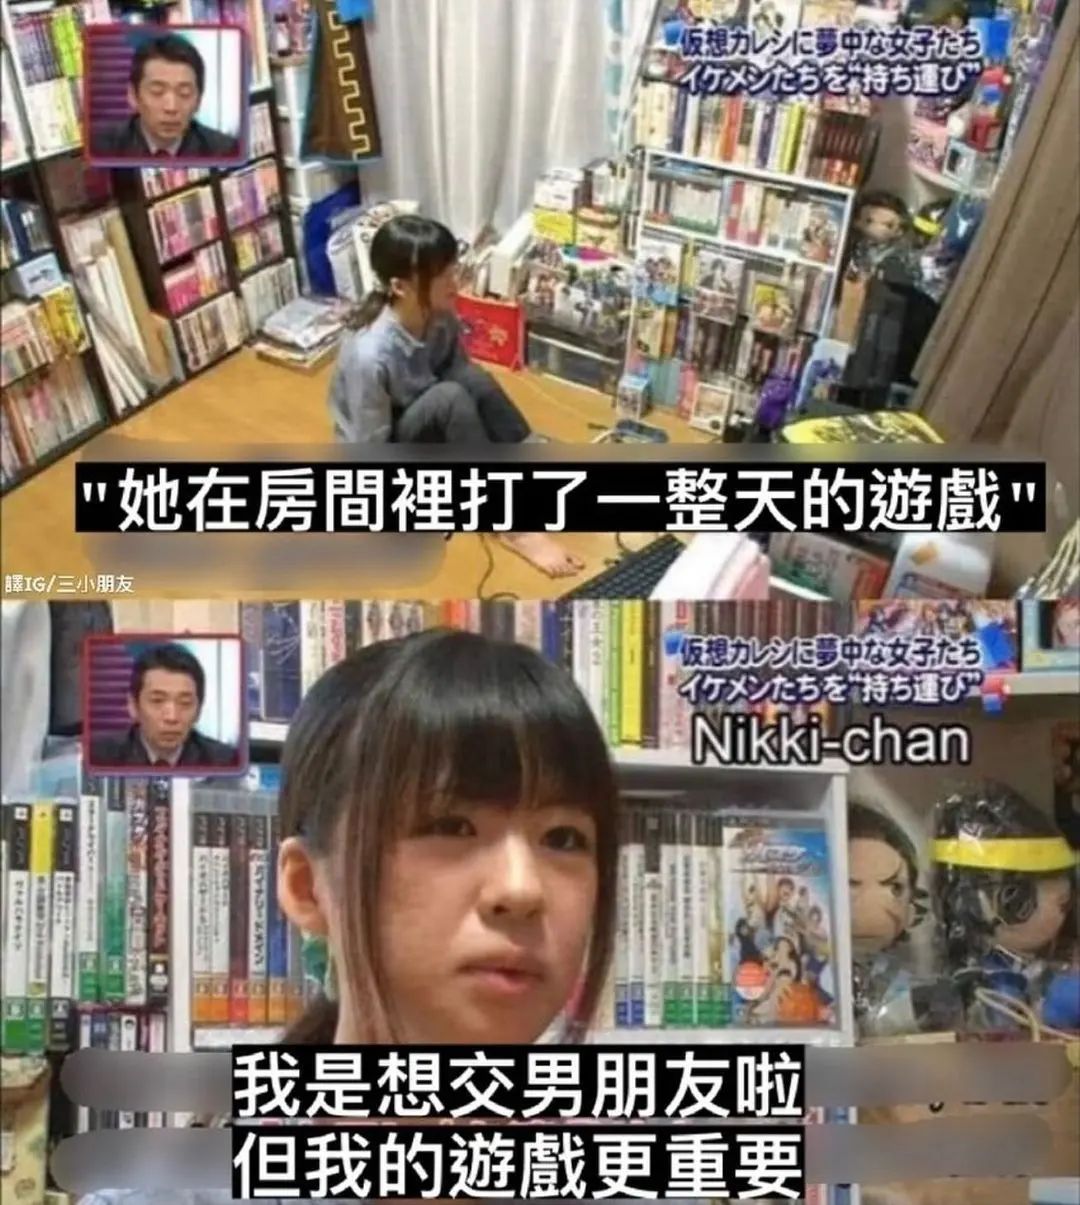 仮想カレシに夢中な女子たち
イケメンたちを“持ち運び”
"她在房間裡打了一整天的遊戲"
譯IG/三小朋友
仮想カレシに夢中な女子たち
イケメンたちを“持ち運び”
Nikki-chan
我是想交男朋友啦
但我的遊戲更重要